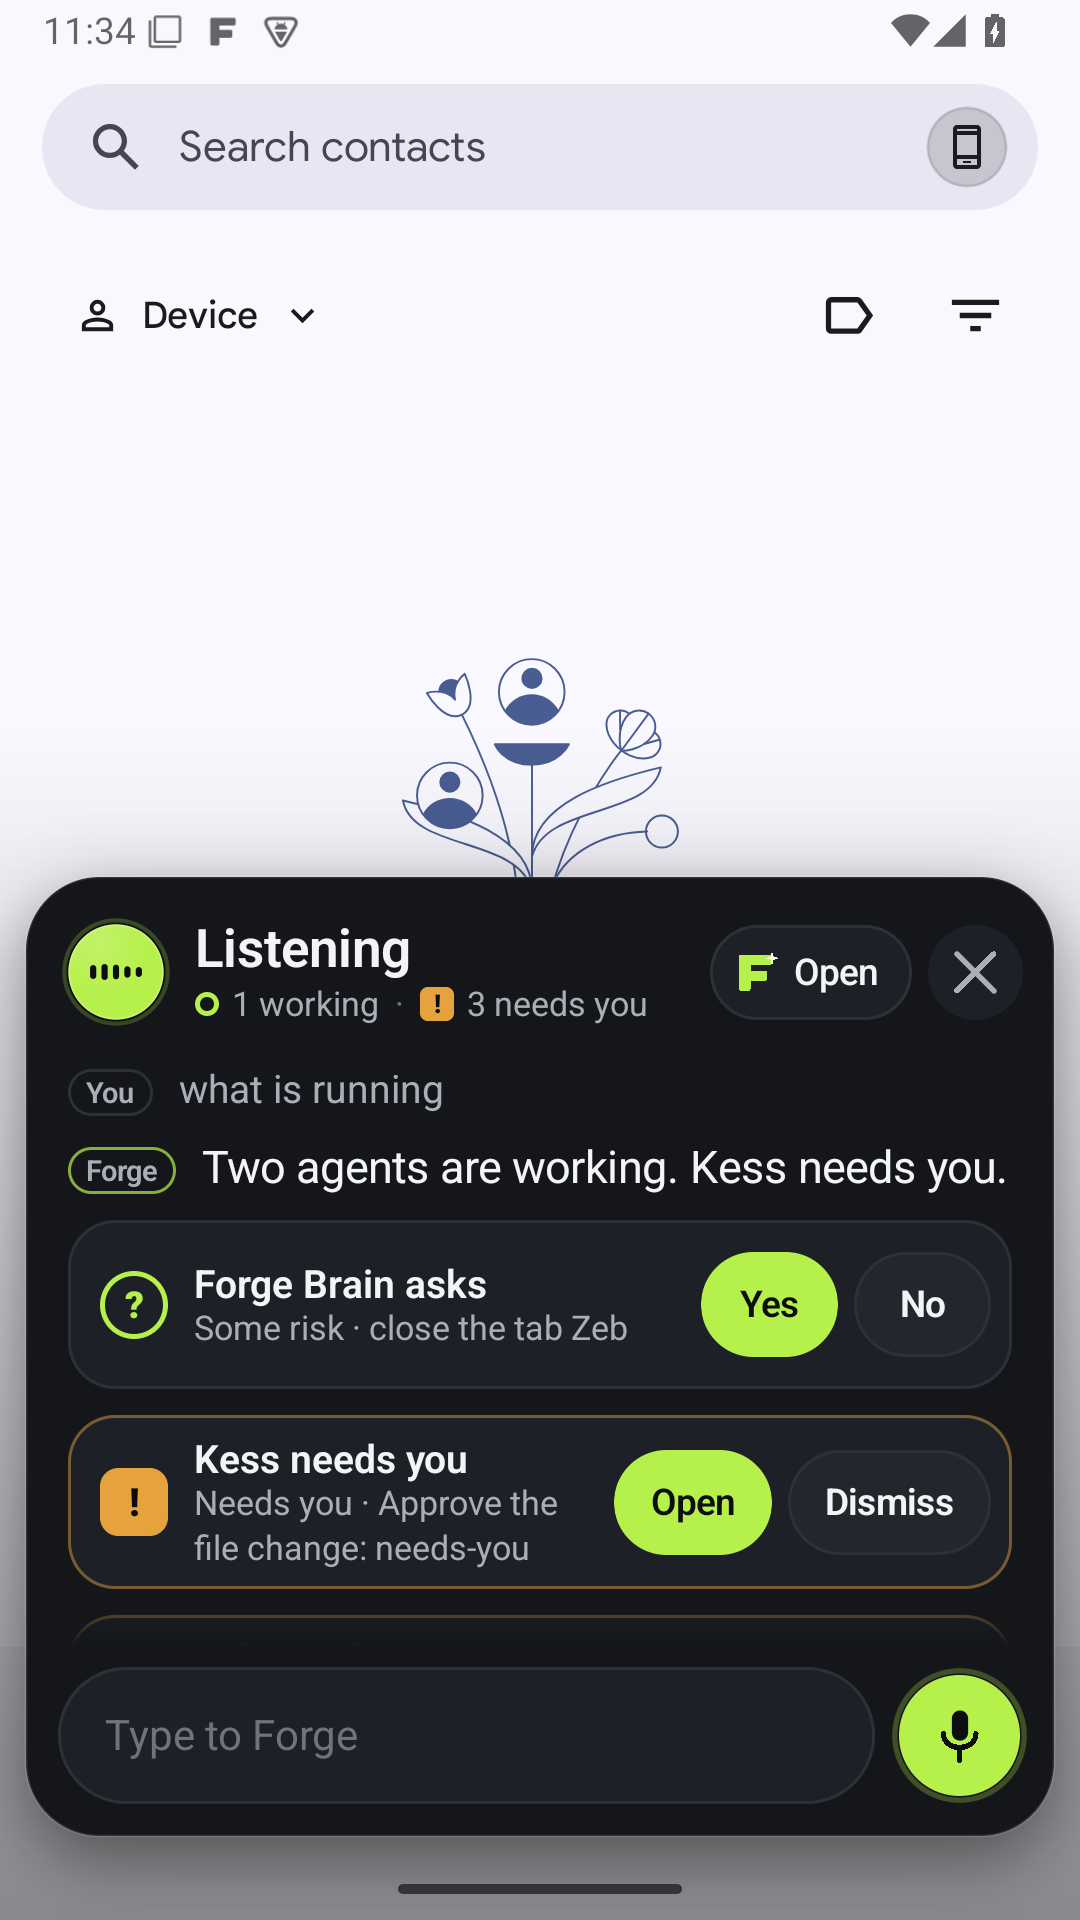 11:34
Search contacts
Device
Listening
1 working · ! 3 needs you
F Open
You what is running
Forge Two agents are working. Kess needs you.
? Forge Brain asks
Some risk · close the tab Zeb
Yes
No
! Kess needs you
Needs you · Approve the
file change: needs-you
Open
Dismiss
Type to Forge